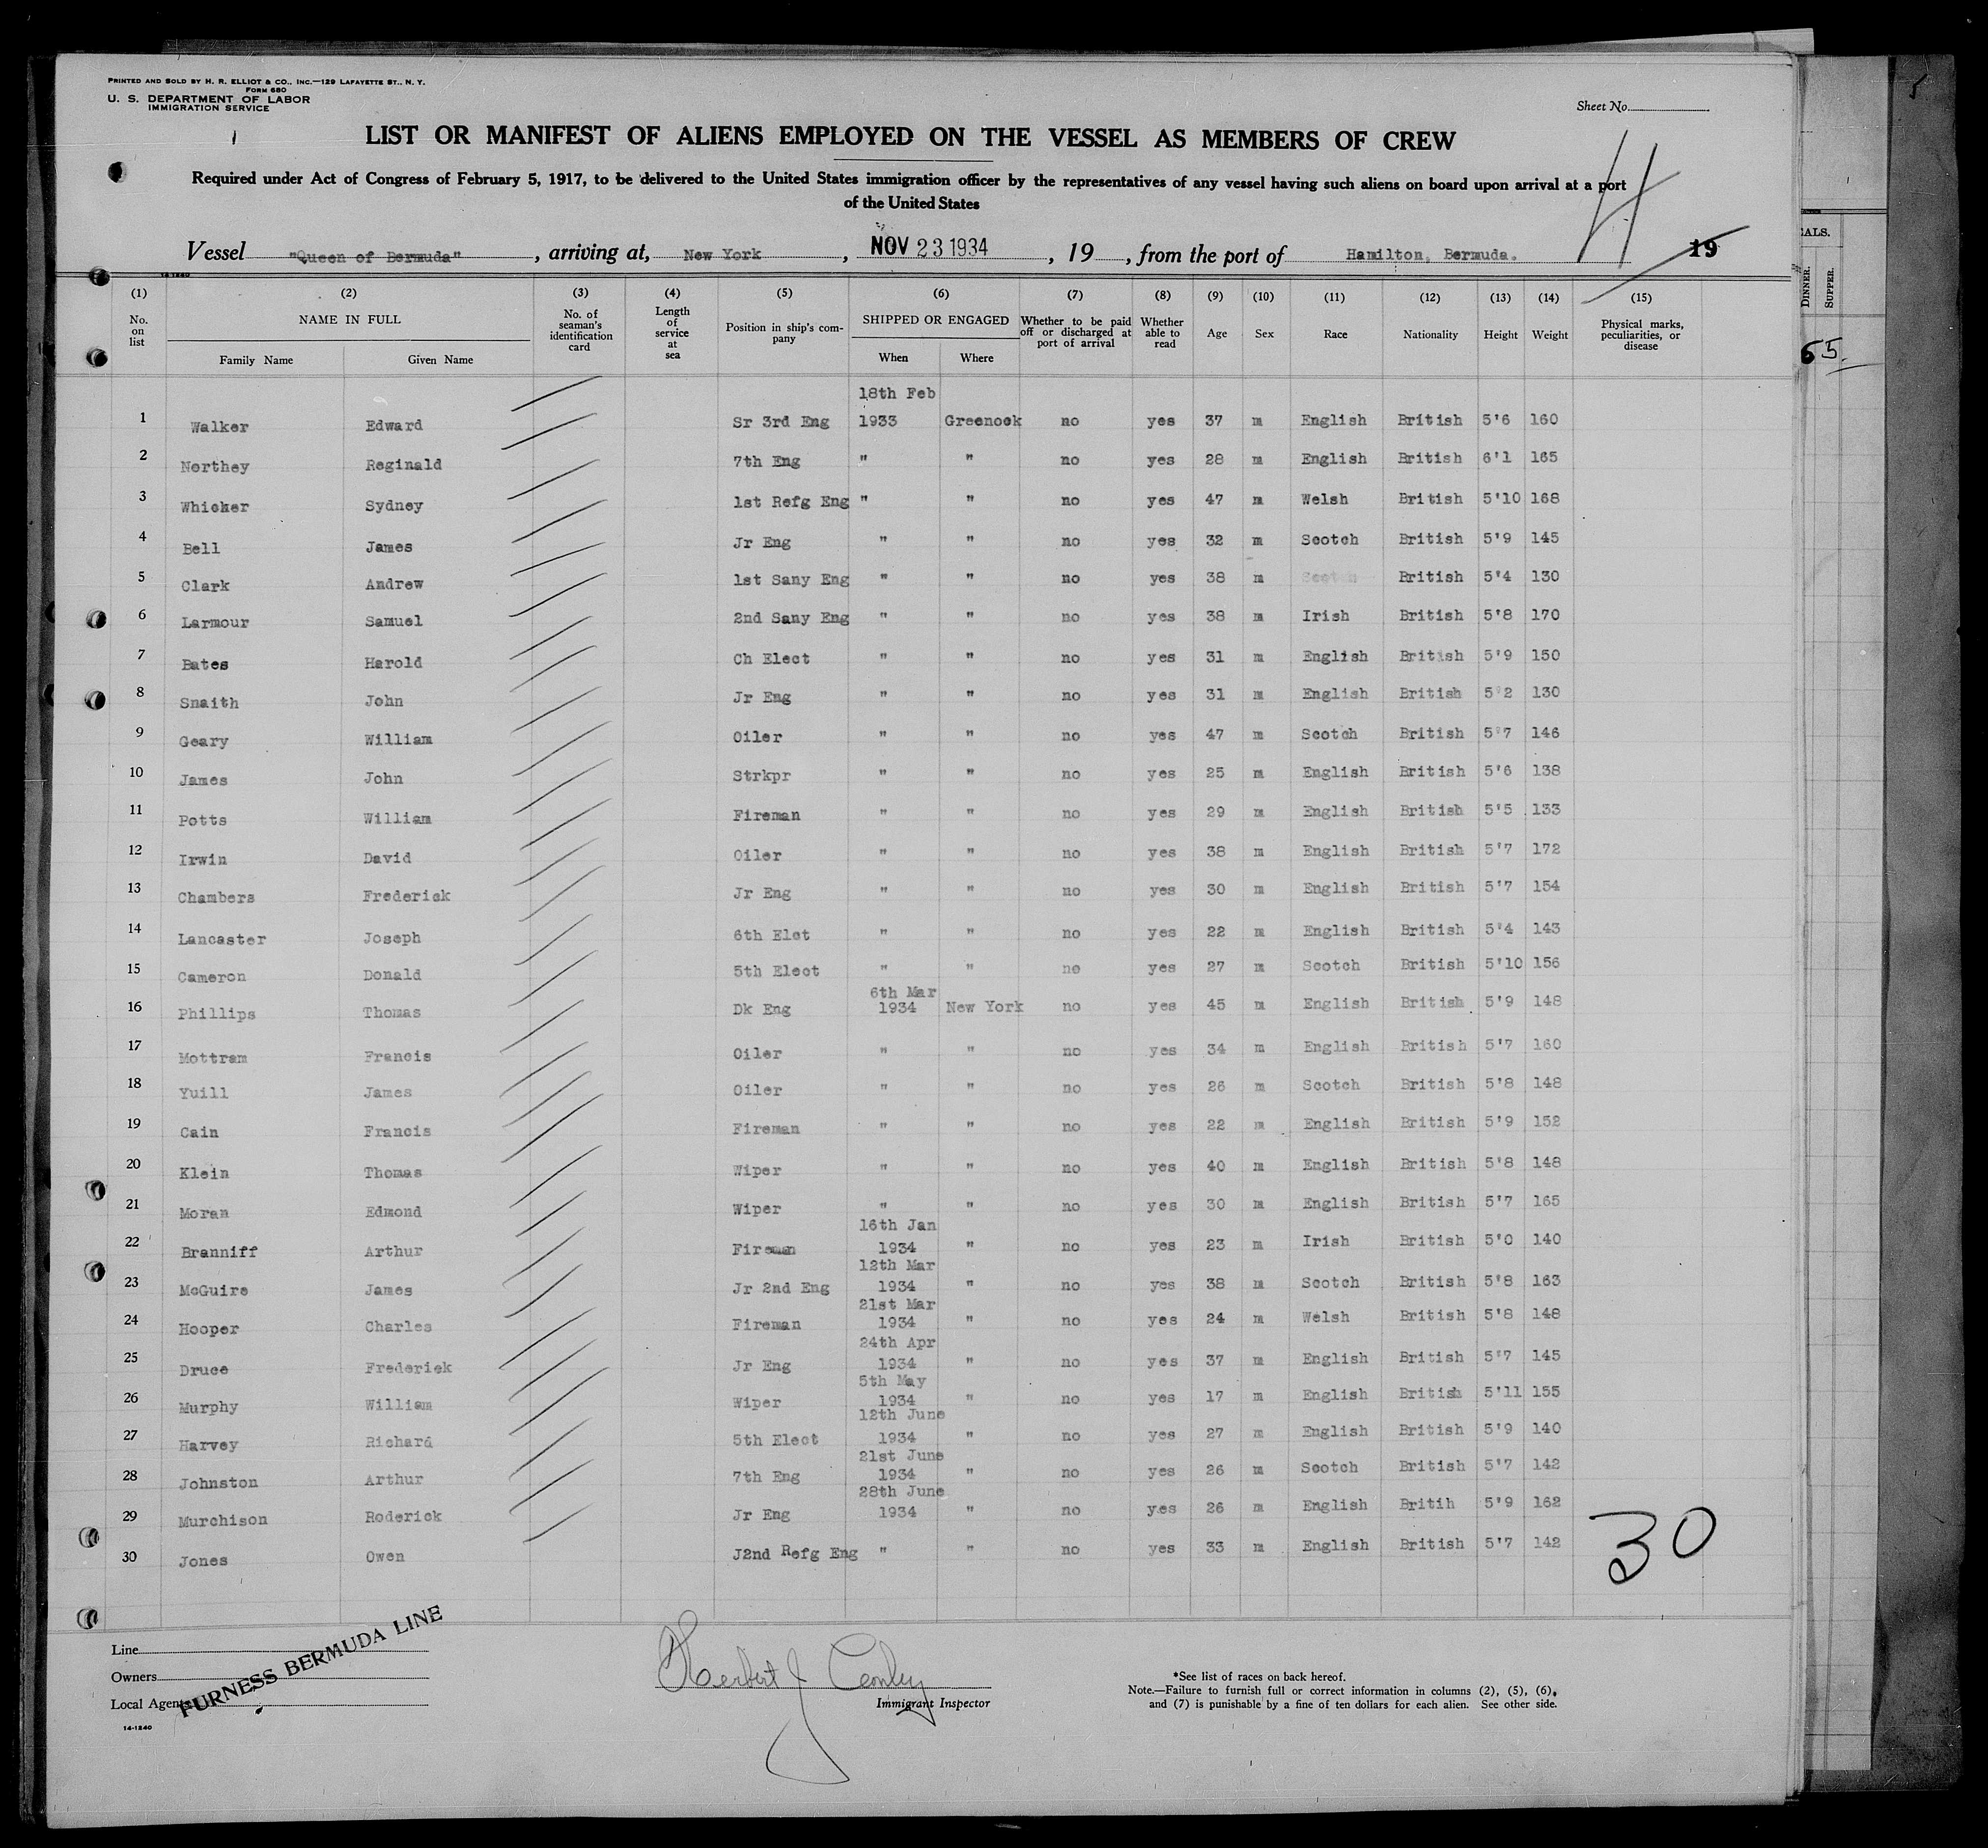 PRINTED AND SOLD BY H. R. ELLIOT & CO., INC.—129 LAFAYETTE ST., N. Y.
FORM 680
U. S. DEPARTMENT OF LABOR
IMMIGRATION SERVICE
Sheet No.
LIST OR MANIFEST OF ALIENS EMPLOYED ON THE VESSEL AS MEMBERS OF CREW
Required under Act of Congress of February 5, 1917, to be delivered to the United States immigration officer by the representatives of any vessel having such aliens on board upon arrival at a port
of the United States
Vessel "Queen of Bermuda", arriving at, New York, NOV 23 1934, 19, from the port of Hamilton, Bermuda. 19
14-1240
(1) (2) (3) (4) (5) (6) (7) (8) (9) (10) (11) (12) (13) (14) (15)
No. on list NAME IN FULL No. of seaman's identification card Length of service at sea Position in ship's company SHIPPED OR ENGAGED Whether to be paid off or discharged at port of arrival Whether able to read Age Sex Race Nationality Height Weight Physical marks, peculiarities, or disease
Family Name Given Name When Where
18th Feb
1 Walker Edward Sr 3rd Eng 1933 Greenock no yes 37 m English British 5'6 160
2 Northey Reginald 7th Eng " " no yes 28 m English British 6'1 165
3 Whicker Sydney 1st Refg Eng " " no yes 47 m Welsh British 5'10 168
4 Bell James Jr Eng " " no yes 32 m Scotch British 5'9 145
5 Clark Andrew 1st Sany Eng " " no yes 38 m Scotch British 5'4 130
6 Larmour Samuel 2nd Sany Eng " " no yes 38 m Irish British 5'8 170
7 Bates Harold Ch Elect " " no yes 31 m English British 5'9 150
8 Snaith John Jr Eng " " no yes 31 m English British 5'2 130
9 Geary William Oiler " " no yes 47 m Scotch British 5'7 146
10 James John Strkpr " " no yes 25 m English British 5'6 138
11 Potts William Fireman " " no yes 29 m English British 5'5 133
12 Irwin David Oiler " " no yes 38 m English British 5'7 172
13 Chambers Frederick Jr Eng " " no yes 30 m English British 5'7 154
14 Lancaster Joseph 6th Elct " " no yes 22 m English British 5'4 143
15 Cameron Donald 5th Elect " " no yes 27 m Scotch British 5'10 156
6th Mar
16 Phillips Thomas Dk Eng 1934 New York no yes 45 m English British 5'9 148
17 Mottram Francis Oiler " " no yes 34 m English British 5'7 160
18 Yuill James Oiler " " no yes 26 m Scotch British 5'8 148
19 Cain Francis Fireman " " no yes 22 m English British 5'9 152
20 Klein Thomas Wiper " " no yes 40 m English British 5'8 148
21 Moran Edmond Wiper " " no yes 30 m English British 5'7 165
16th Jan
22 Branniff Arthur Fireman 1934 " no yes 23 m Irish British 5'0 140
12th Mar
23 McGuire James Jr 2nd Eng 1934 " no yes 38 m Scotch British 5'8 163
21st Mar
24 Hooper Charles Fireman 1934 " no yes 24 m Welsh British 5'8 148
24th Apr
25 Druce Frederick Jr Eng 1934 " no yes 37 m English British 5'7 145
5th May
26 Murphy William Wiper 1934 " no yes 17 m English British 5'11 155
12th June
27 Harvey Richard 5th Elect 1934 " no yes 27 m English British 5'9 140
21st June
28 Johnston Arthur 7th Eng 1934 " no yes 26 m Scotch British 5'7 142
28th June
29 Murchison Roderick Jr Eng 1934 " no yes 26 m English Britih 5'9 162
30 Jones Owen J2nd Refg Eng " " no yes 33 m English British 5'7 142
30
Line
Owners
Local Agents
FURNESS BERMUDA LINE
14-1240
Herbert J Conley
Immigrant Inspector
*See list of races on back hereof.
Note.—Failure to furnish full or correct information in columns (2), (5), (6),
and (7) is punishable by a fine of ten dollars for each alien. See other side.
DINNER.
SUPPER.
55.